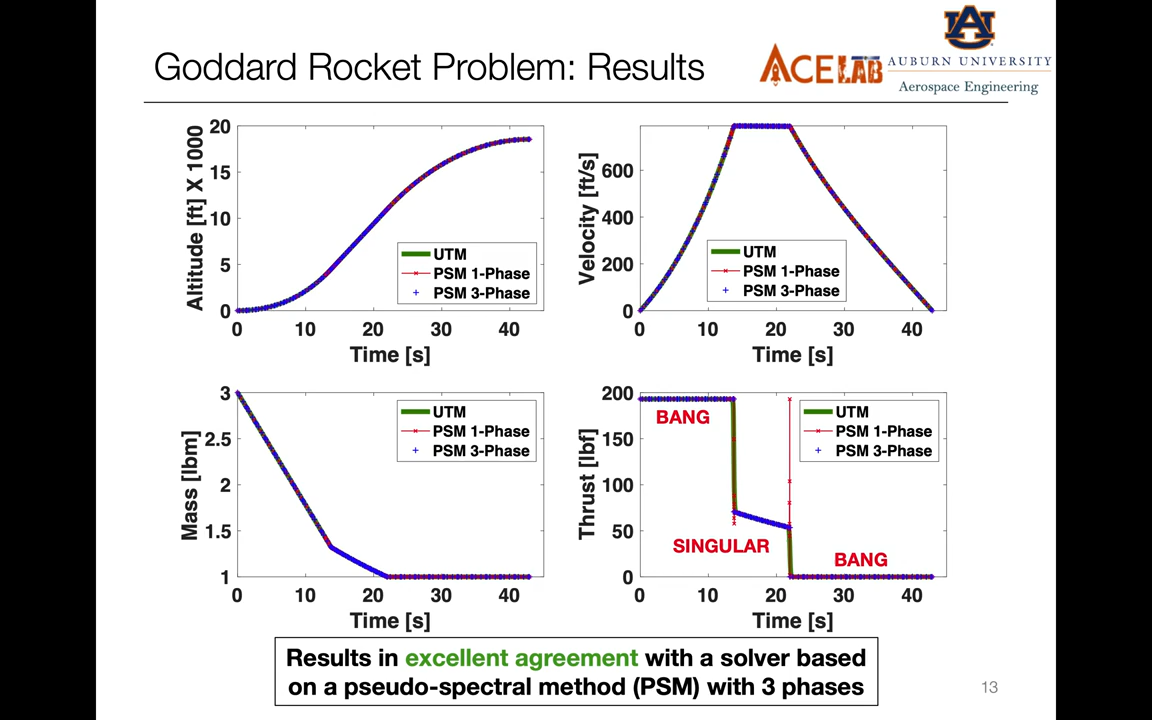 Goddard Rocket Problem: Results
ACELAB
AUBURN UNIVERSITY
Aerospace Engineering
Altitude [ft] X 1000
20
15
10
5
0
0 10 20 30 40
Time [s]
UTM
PSM 1-Phase
PSM 3-Phase
Velocity [ft/s]
600
400
200
0
0 10 20 30 40
Time [s]
UTM
PSM 1-Phase
PSM 3-Phase
Mass [lbm]
3
2.5
2
1.5
1
0 10 20 30 40
Time [s]
UTM
PSM 1-Phase
PSM 3-Phase
Thrust [lbf]
200
150
100
50
0
0 10 20 30 40
Time [s]
UTM
PSM 1-Phase
PSM 3-Phase
BANG
SINGULAR
BANG
Results in excellent agreement with a solver based
on a pseudo-spectral method (PSM) with 3 phases
13